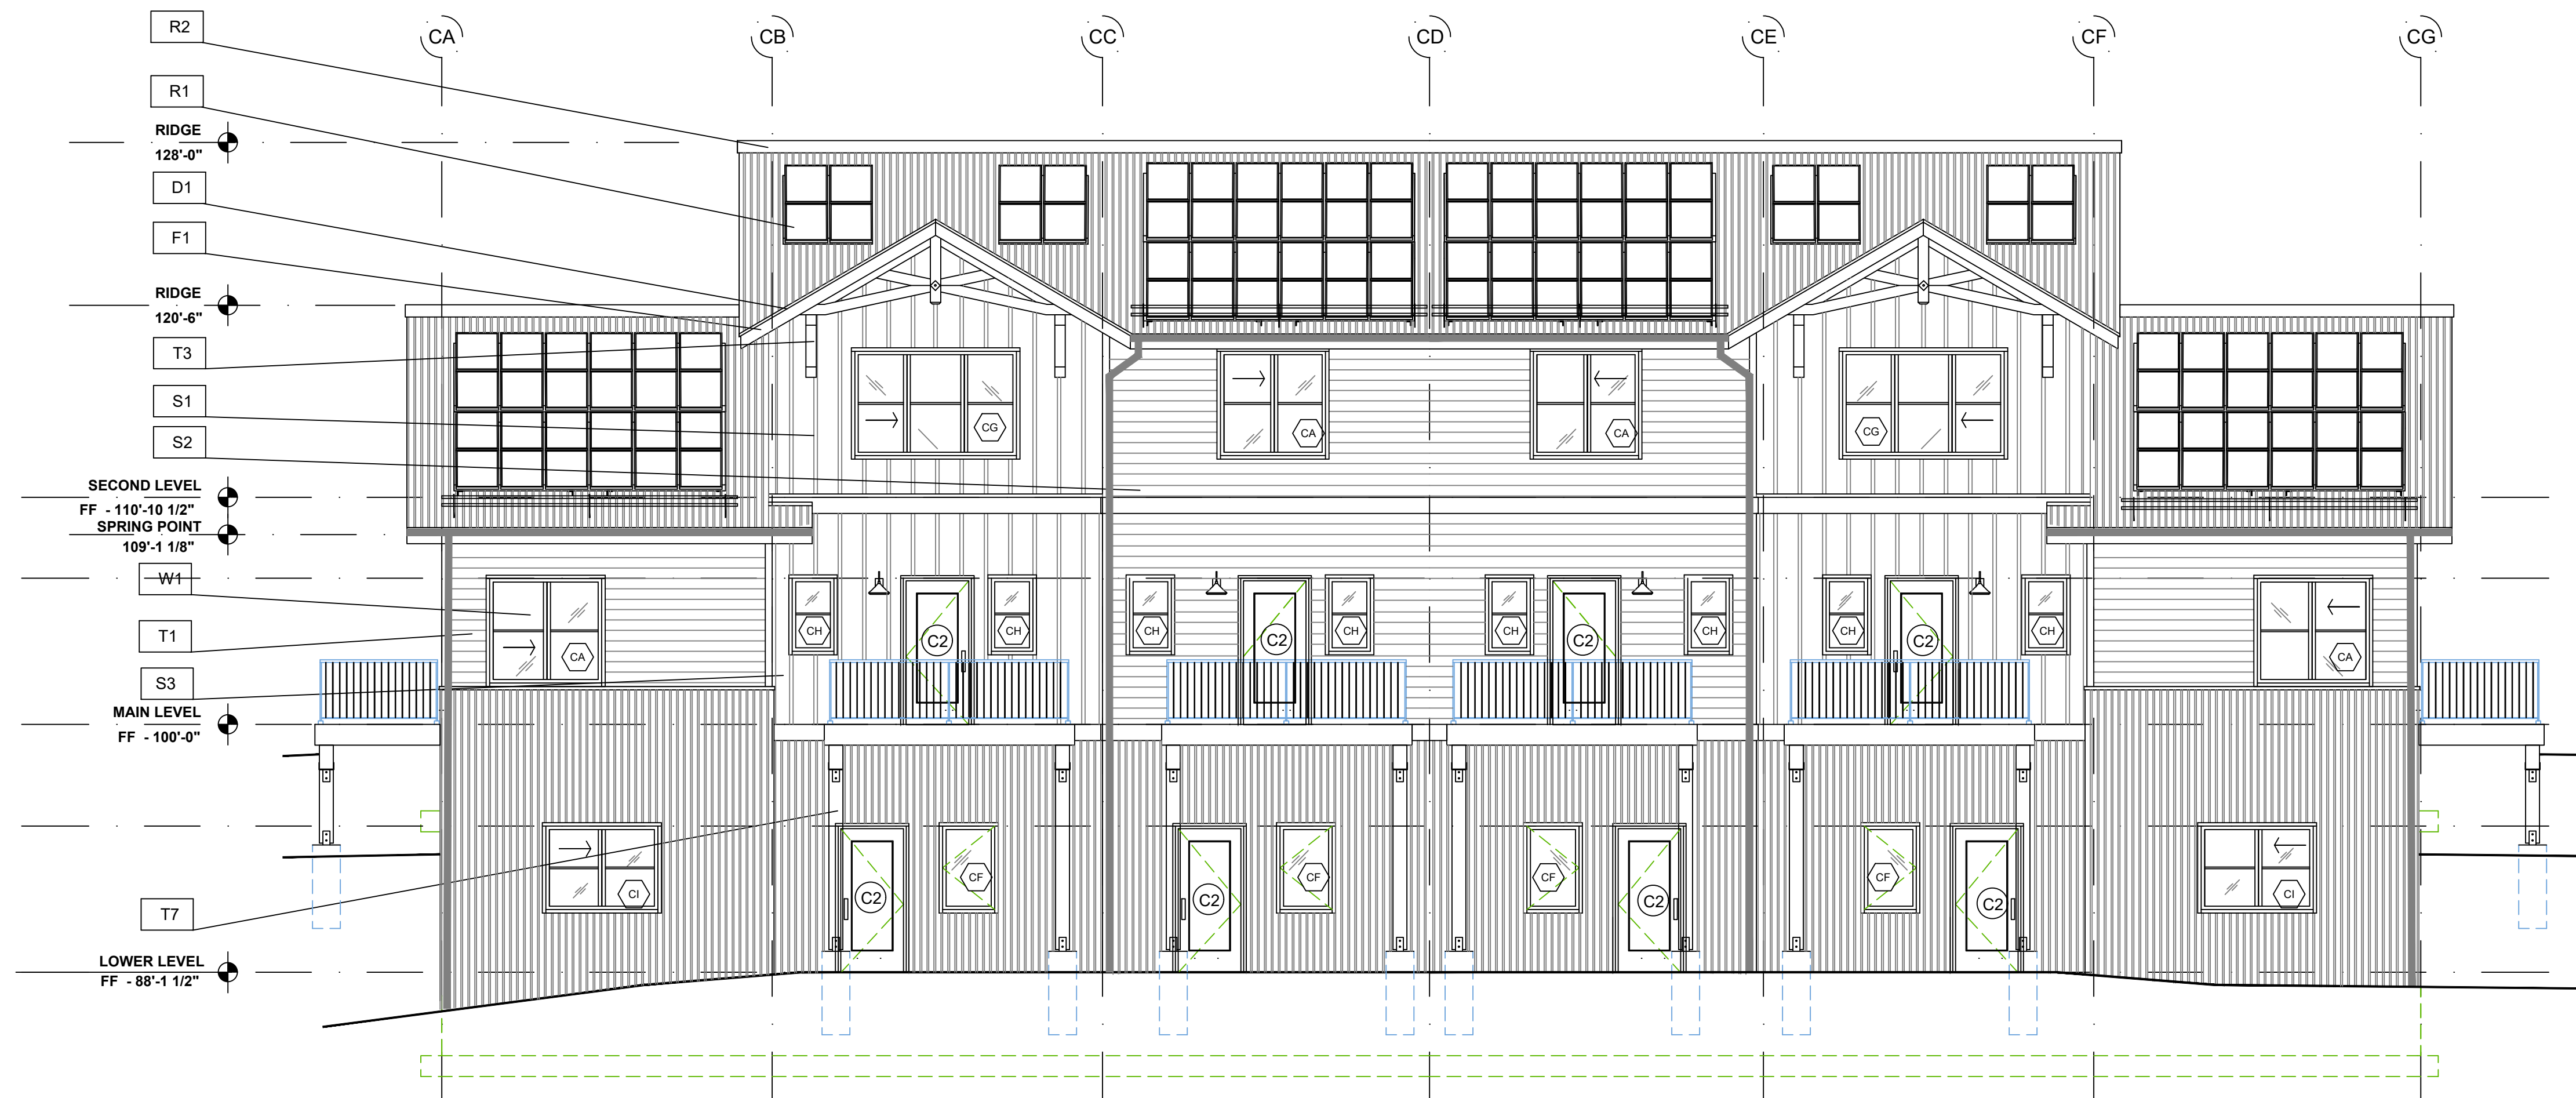 R2
CA
CB
CC
CD
CE
CF
CG
R1
RIDGE
128'-0"
D1
F1
RIDGE
120'-6"
T3
S1
S2
CG
CA
CA
CG
SECOND LEVEL
FF - 110'-10 1/2"
SPRING POINT
109'-1 1/8"
W1
T1
CH
C2
CH
CH
C2
CH
CH
C2
CH
CH
C2
CH
CA
CA
S3
MAIN LEVEL
FF - 100'-0"
T7
CI
C2
CF
C2
CF
CF
C2
CF
C2
CI
LOWER LEVEL
FF - 88'-1 1/2"